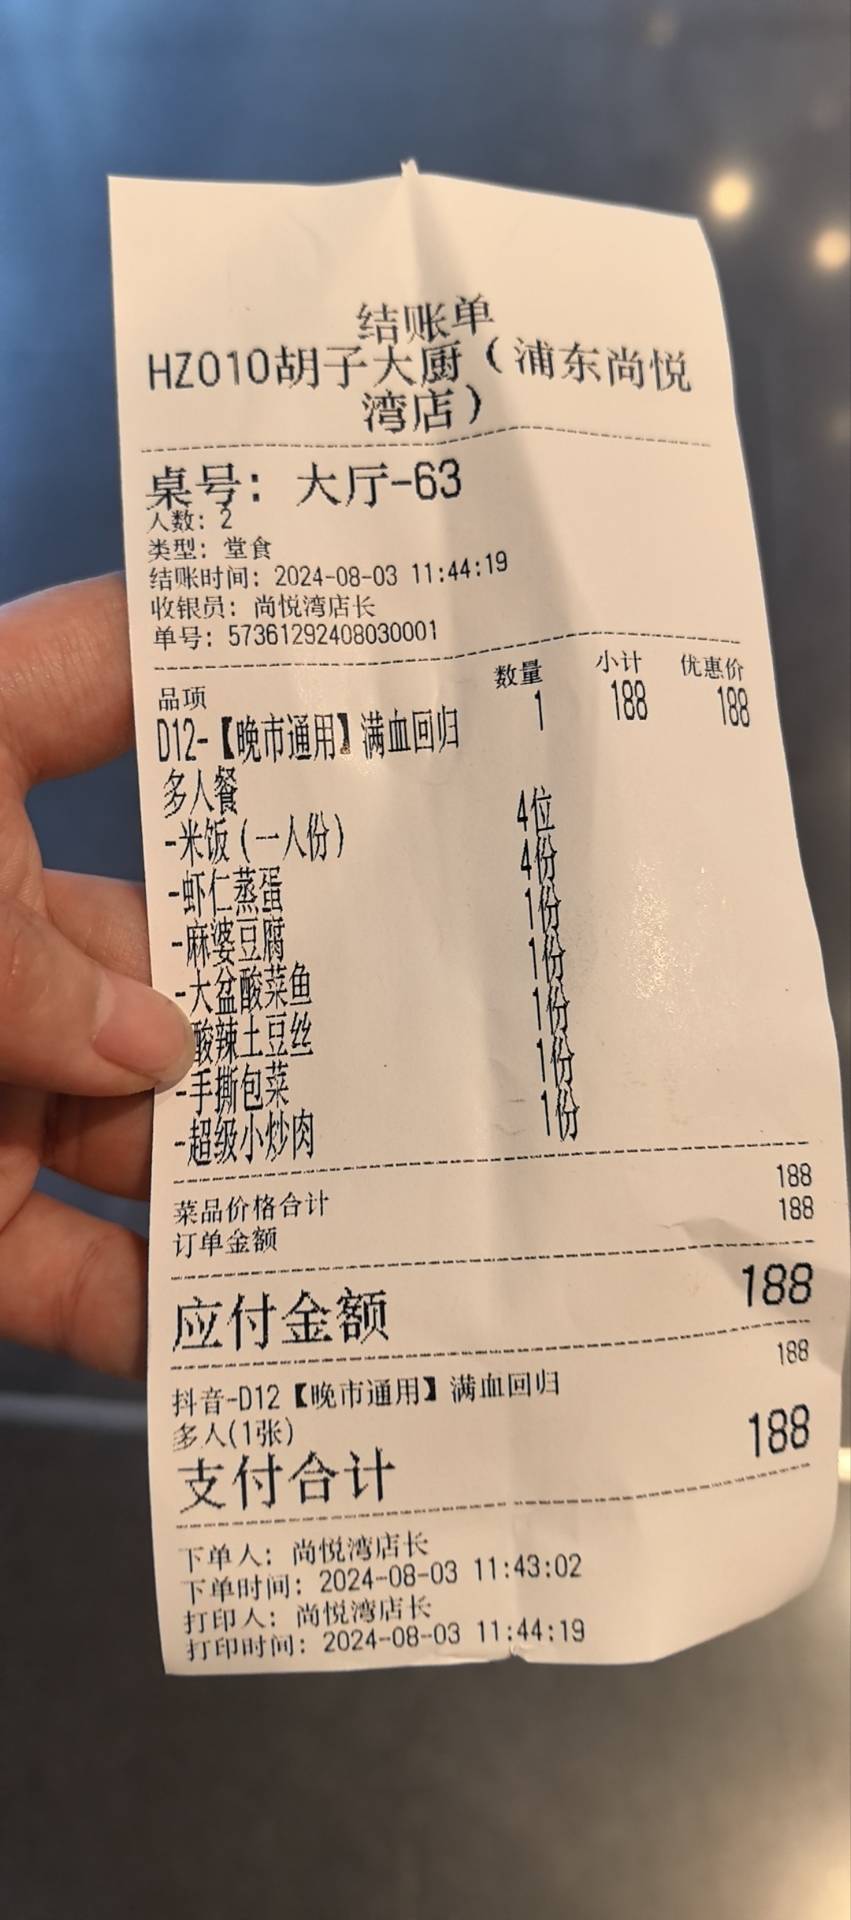 结账单
HZ010胡子大厨（浦东尚悦
湾店）
桌号：大厅-63
人数：2
类型：堂食
结账时间：2024-08-03 11:44:19
收银员：尚悦湾店长
单号：57361292408030001
品项 数量 小计 优惠价
D12-【晚市通用】满血回归 1 188 188
多人餐
-米饭（一人份） 4位
-虾仁蒸蛋 4份
-麻婆豆腐 1份
-大盆酸菜鱼 1份
酸辣土豆丝 1份
-手撕包菜 1份
-超级小炒肉 1份
菜品价格合计 188
订单金额 188
应付金额 188
抖音-D12【晚市通用】满血回归 188
多人(1张)
支付合计 188
下单人：尚悦湾店长
下单时间：2024-08-03 11:43:02
打印人：尚悦湾店长
打印时间：2024-08-03 11:44:19